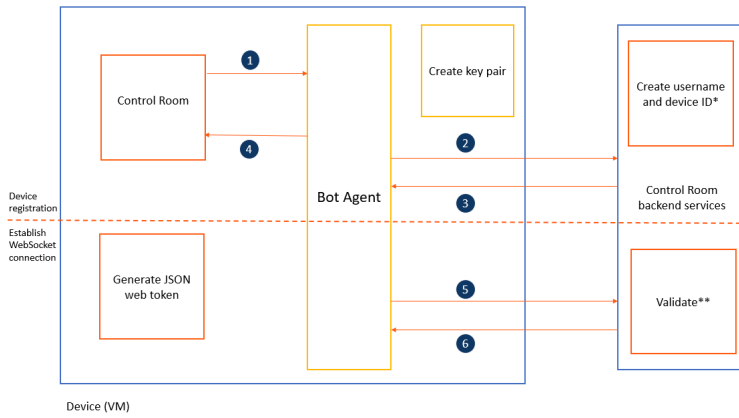 1
Create key pair
Create username
and device ID*
Control Room
2
4
Bot Agent
Device
registration
3
Control Room
backend services
Establish
WebSocket
connection
Generate JSON
web token
5
Validate**
6
Device (VM)